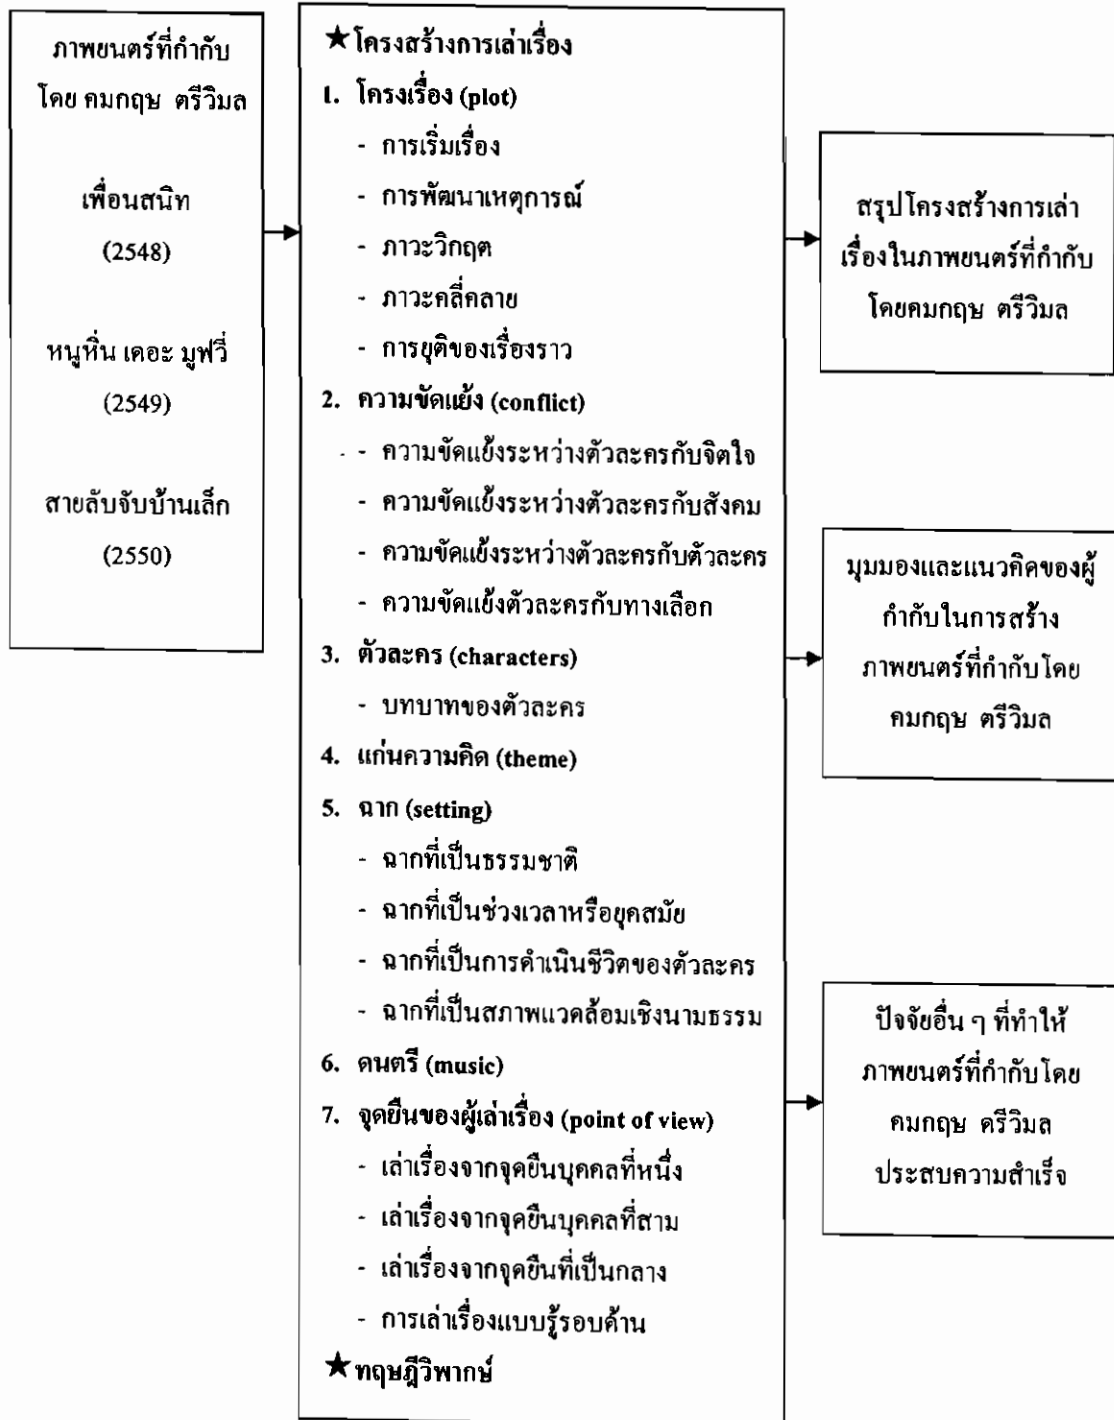 ภาพยนตร์ที่กำกับ
โดย คมกฤษ ตรีวิมล
เพื่อนสนิท
(2548)
หนูหิ่น เดอะ มูฟวี่
(2549)
สายลับจับบ้านเล็ก
(2550)
★โครงสร้างการเล่าเรื่อง
1. โครงเรื่อง (plot)
- การเริ่มเรื่อง
- การพัฒนาเหตุการณ์
- ภาวะวิกฤต
- ภาวะคลี่คลาย
- การยุติของเรื่องราว
2. ความขัดแย้ง (conflict)
- ความขัดแย้งระหว่างตัวละครกับจิตใจ
- ความขัดแย้งระหว่างตัวละครกับสังคม
- ความขัดแย้งระหว่างตัวละครกับตัวละคร
- ความขัดแย้งตัวละครกับทางเลือก
3. ตัวละคร (characters)
- บทบาทของตัวละคร
4. แก่นความคิด (theme)
5. ฉาก (setting)
- ฉากที่เป็นธรรมชาติ
- ฉากที่เป็นช่วงเวลาหรือยุคสมัย
- ฉากที่เป็นการดำเนินชีวิตของตัวละคร
- ฉากที่เป็นสภาพแวดล้อมเชิงนามธรรม
6. ดนตรี (music)
7. จุดยืนของผู้เล่าเรื่อง (point of view)
- เล่าเรื่องจากจุดยืนบุคคลที่หนึ่ง
- เล่าเรื่องจากจุดยืนบุคคลที่สาม
- เล่าเรื่องจากจุดยืนที่เป็นกลาง
- การเล่าเรื่องแบบรู้รอบด้าน
★ทฤษฎีวิพากษ์
สรุปโครงสร้างการเล่า
เรื่องในภาพยนตร์ที่กำกับ
โดยคมกฤษ ตรีวิมล
มุมมองและแนวคิดของผู้
กำกับในการสร้าง
ภาพยนตร์ที่กำกับโดย
คมกฤษ ตรีวิมล
ปัจจัยอื่น ๆ ที่ทำให้
ภาพยนตร์ที่กำกับโดย
คมกฤษ ตรีวิมล
ประสบความสำเร็จ